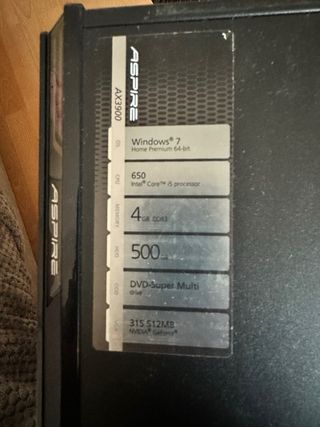 ASPIRE
AX3900
OS
Windows® 7
Home Premium 64-bit
CPU
650
Intel® Core™ i5 processor
MEMORY
4GB DDR3
HDD
500
ODD
DVD-Super Multi
drive
315 512MB
NVIDIA® GeForce®
ASPIRE